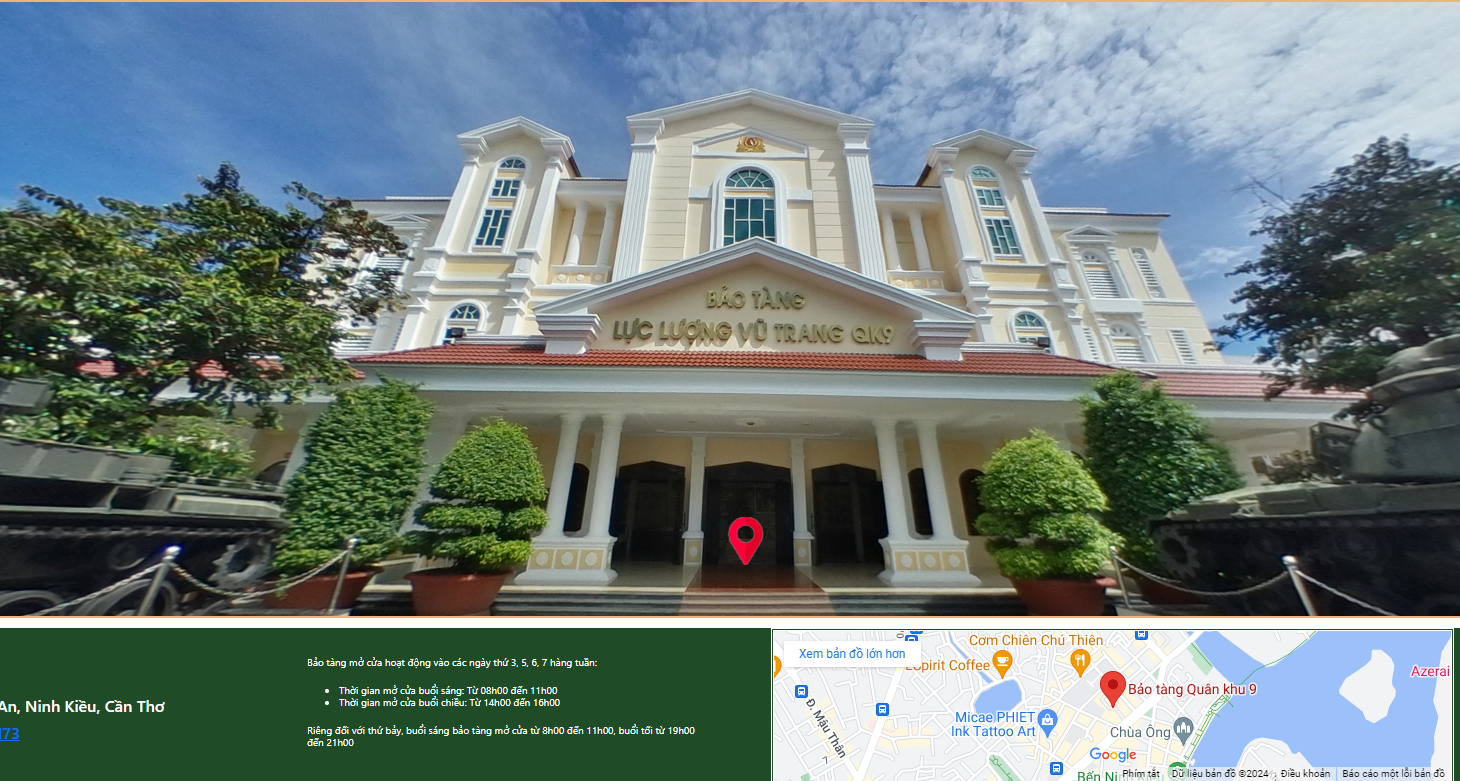 BẢO TÀNG
LỰC LƯỢNG VŨ TRANG QK9
An, Ninh Kiều, Cần Thơ
173
Bảo tàng mở cửa hoạt động vào các ngày thứ 3, 5, 6, 7 hàng tuần:
Thời gian mở cửa buổi sáng: Từ 08h00 đến 11h00
Thời gian mở cửa buổi chiều: Từ 14h00 đến 16h00
Riêng đối với thứ bảy, buổi sáng bảo tàng mở cửa từ 8h00 đến 11h00, buổi tối từ 19h00
đến 21h00
Xem bản đồ lớn hơn
Cơm Chiên Chú Thiên
Lopirit Coffee
Azerai
Bảo tàng Quân khu 9
Đ. Mậu Thân
Micae PHIET
Ink Tattoo Art
Chùa Ông
Google
Bến Ninh
Phím tắt
Dữ liệu bản đồ ©2024
Điều khoản
Báo cáo một lỗi bản đồ